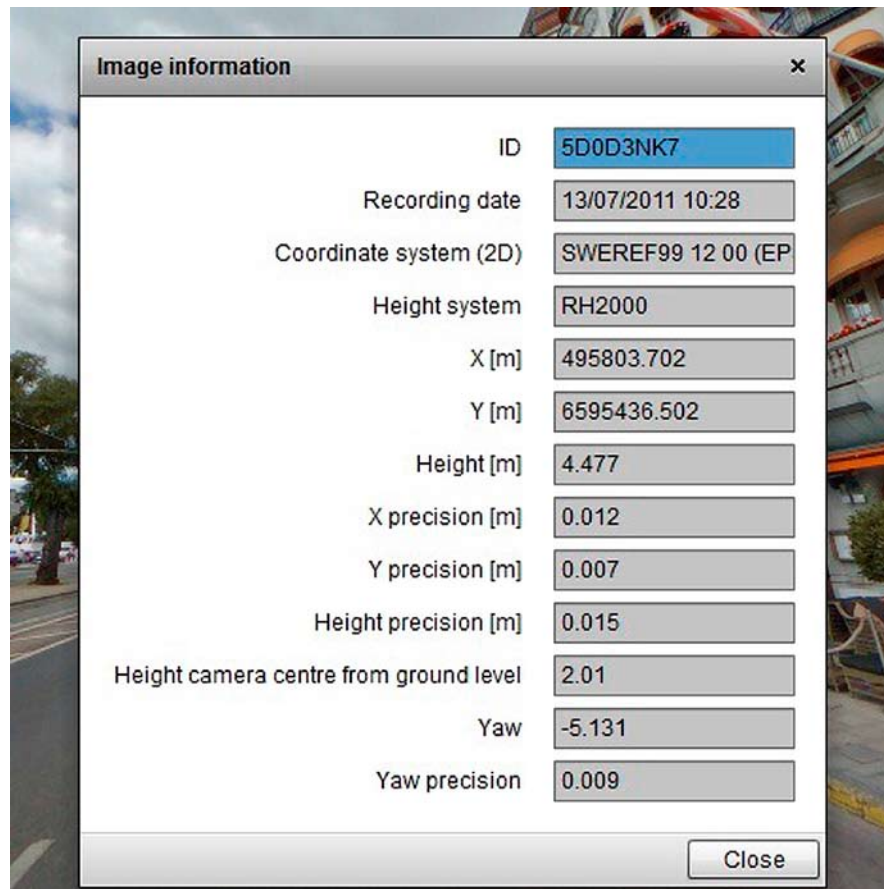 Image information ×
ID 5D0D3NK7
Recording date 13/07/2011 10:28
Coordinate system (2D) SWEREF99 12 00 (EP
Height system RH2000
X [m] 495803.702
Y [m] 6595436.502
Height [m] 4.477
X precision [m] 0.012
Y precision [m] 0.007
Height precision [m] 0.015
Height camera centre from ground level 2.01
Yaw -5.131
Yaw precision 0.009
Close